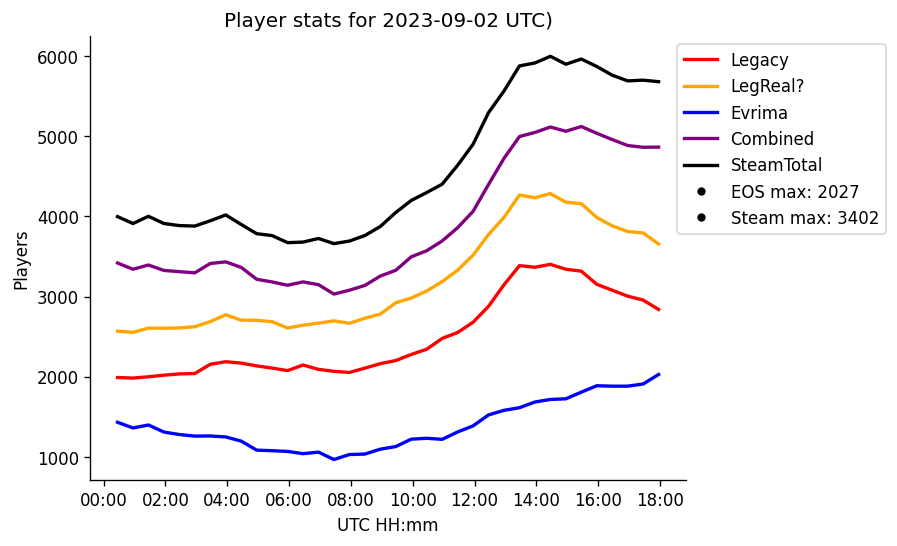 Player stats for 2023-09-02 UTC)
Players
6000
5000
4000
3000
2000
1000
00:00 02:00 04:00 06:00 08:00 10:00 12:00 14:00 16:00 18:00
UTC HH:mm
Legacy
LegReal?
Evrima
Combined
SteamTotal
EOS max: 2027
Steam max: 3402